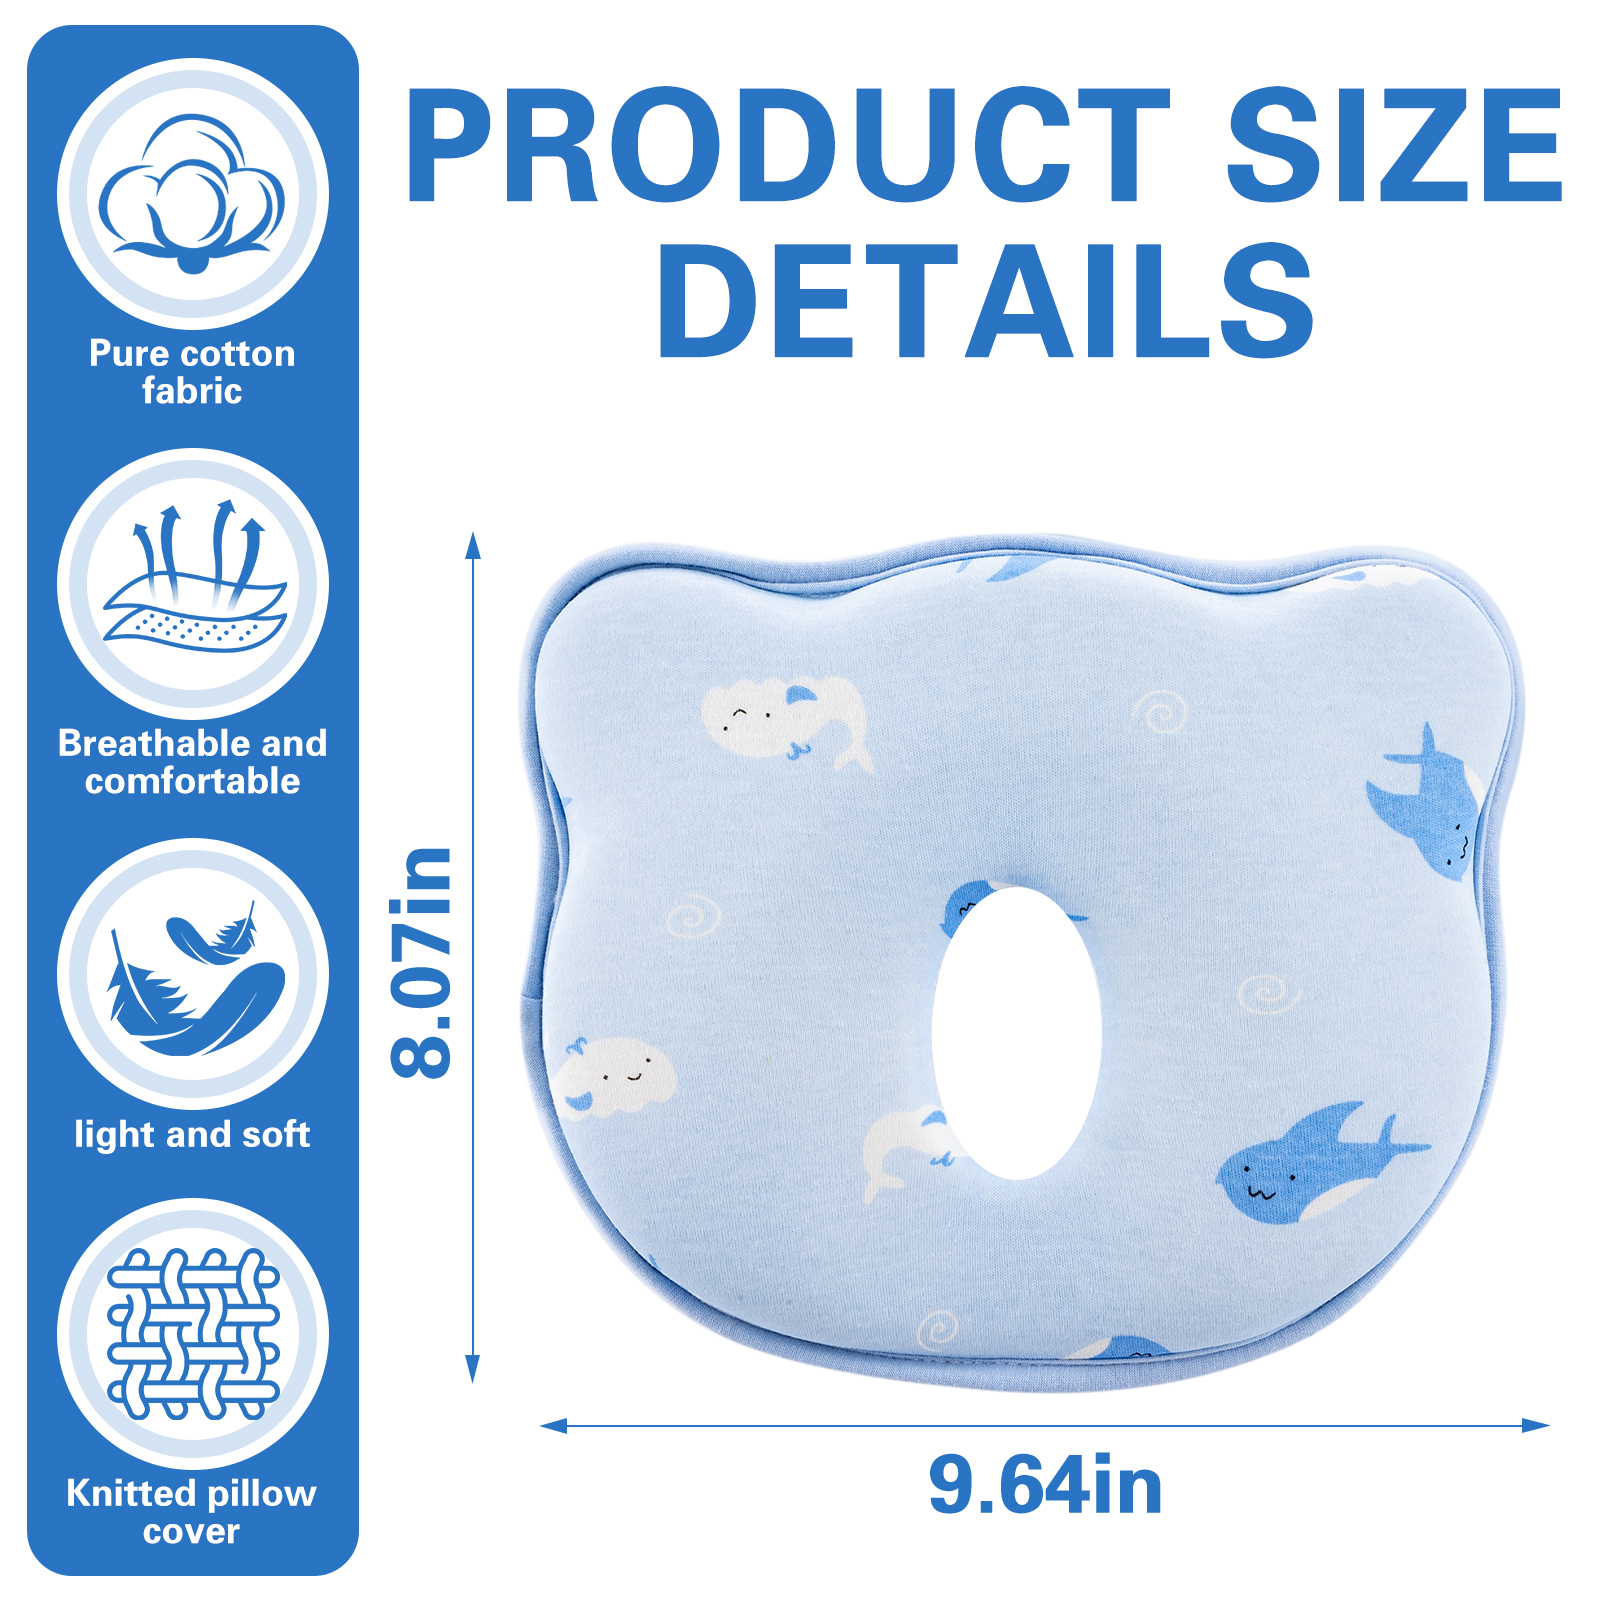 PRODUCT SIZE
DETAILS
Pure cotton
fabric
Breathable and
comfortable
light and soft
Knitted pillow
cover
8.07in
9.64in